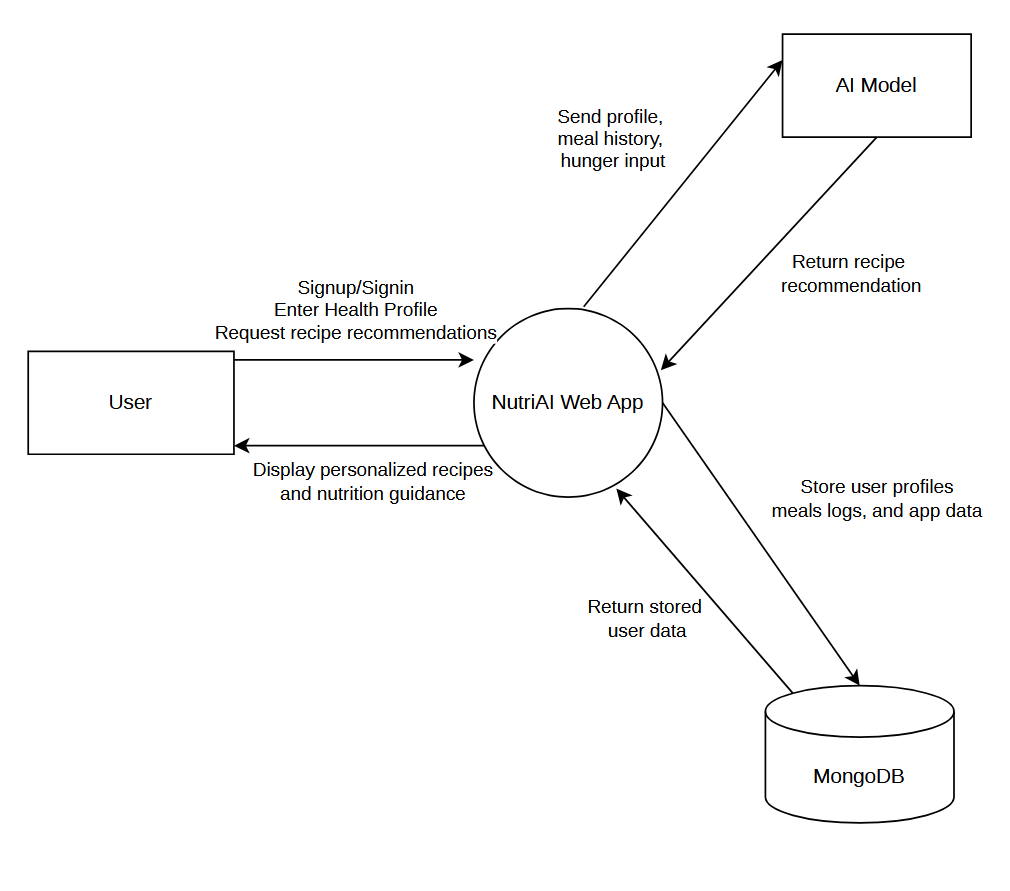 AI Model
Send profile,
meal history,
hunger input
Return recipe
recommendation
Signup/Signin
Enter Health Profile
Request recipe recommendations
User
NutriAI Web App
Display personalized recipes
and nutrition guidance
Store user profiles
meals logs, and app data
Return stored
user data
MongoDB